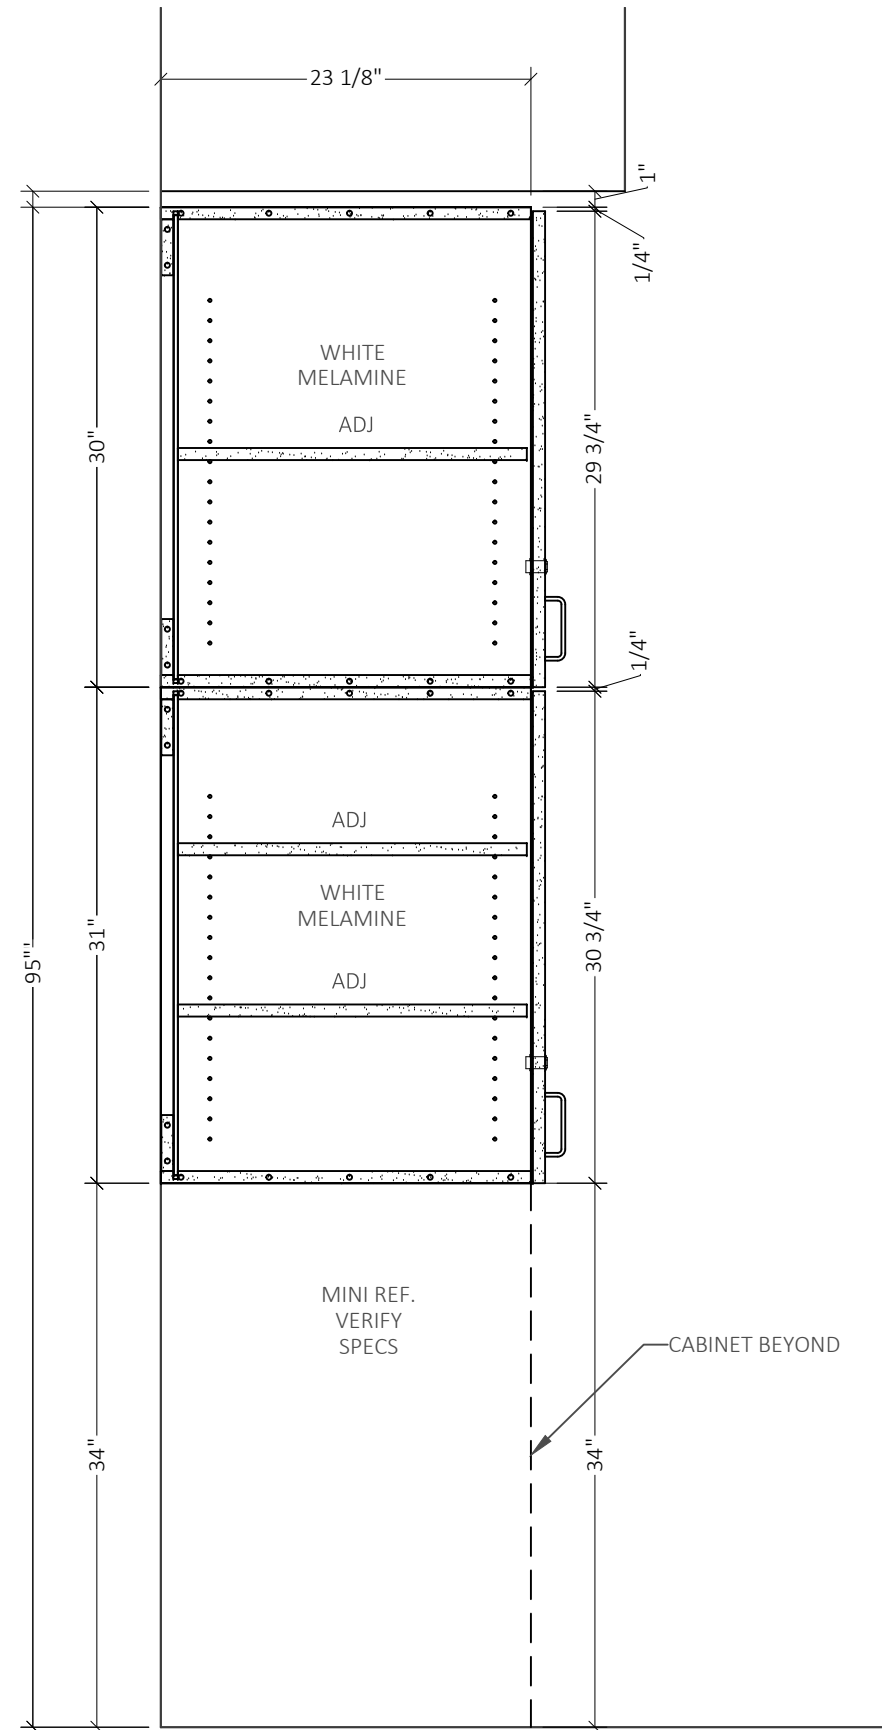 23 1/8"
1"
1/4"
WHITE
MELAMINE
ADJ
30"
29 3/4"
1/4"
ADJ
WHITE
MELAMINE
ADJ
31"
30 3/4"
95"
MINI REF.
VERIFY
SPECS
CABINET BEYOND
34"
34"